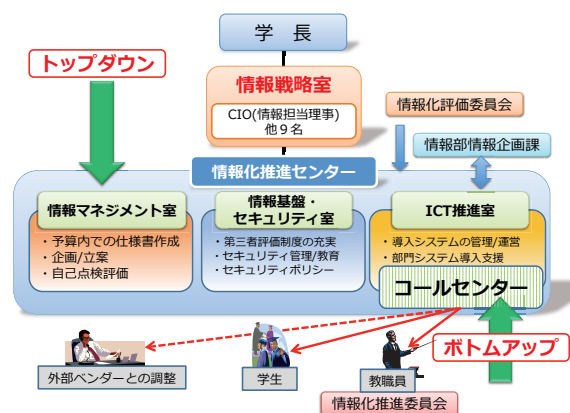 学 長
トップダウン
情報戦略室
CIO(情報担当理事)
他９名
情報化評価委員会
情報部情報企画課
情報化推進センター
情報マネジメント室
・予算内での仕様書作成
・企画/立案
・自己点検評価
情報基盤・
セキュリティ室
・第三者評価制度の充実
・セキュリティ管理/教育
・セキュリティポリシー
ICT推進室
・導入システムの管理/運営
・部門システム導入支援
コールセンター
ボトムアップ
外部ベンダーとの調整
学生
教職員
情報化推進委員会